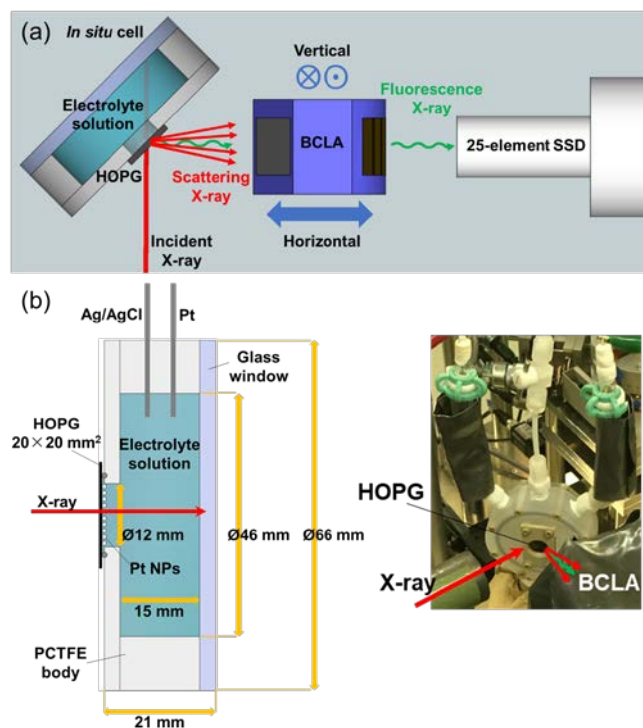 (a)
In situ cell
Electrolyte
solution
HOPG
Scattering
X-ray
Incident
X-ray
Vertical
BCLA
Horizontal
Fluorescence
X-ray
25-element SSD
(b)
Ag/AgCl
Pt
Glass
window
HOPG
20×20 mm²
Electrolyte
solution
X-ray
Ø12 mm
Ø46 mm
Ø66 mm
Pt NPs
15 mm
PCTFE
body
21 mm
HOPG
X-ray
BCLA